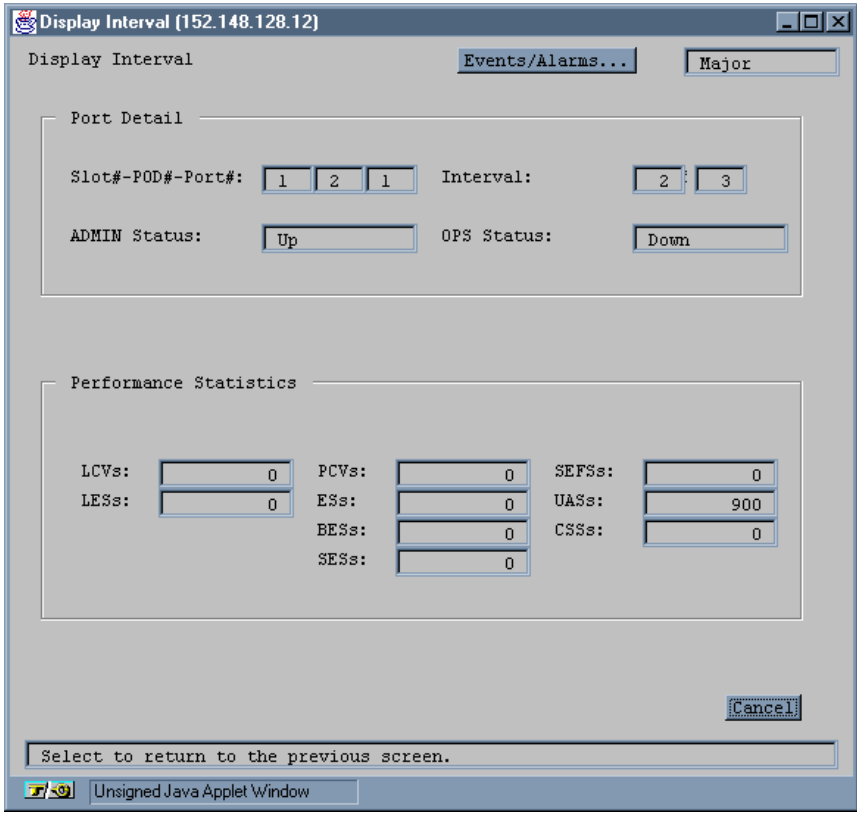 Display Interval (152.148.128.12)
Display Interval Events/Alarms... Major
Port Detail
Slot#-POD#-Port#: 1 2 1 Interval: 2 : 3
ADMIN Status: Up OPS Status: Down
Performance Statistics
LCVs: 0 PCVs: 0 SEFSs: 0
LESs: 0 ESs: 0 UASs: 900
BESs: 0 CSSs: 0
SESs: 0
Cancel
Select to return to the previous screen.
Unsigned Java Applet Window